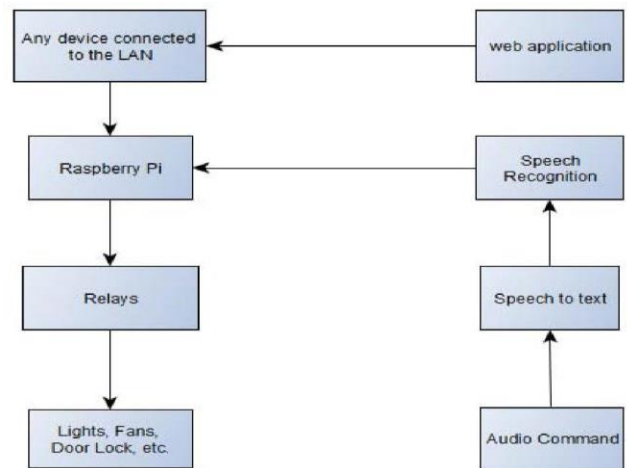 Any device connected
to the LAN
web application
Raspberry Pi
Speech
Recognition
Relays
Speech to text
Lights, Fans,
Door Lock, etc.
Audio Command